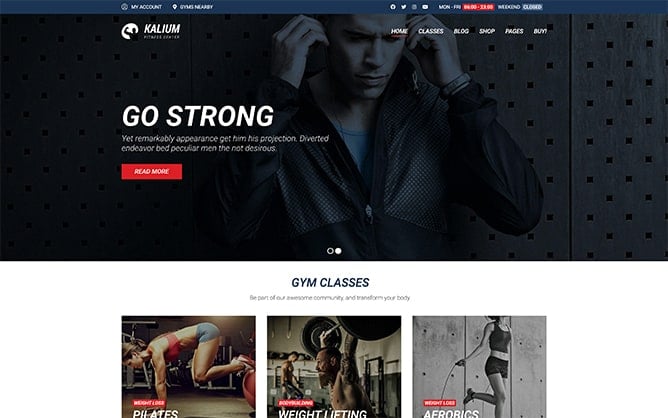 MY ACCOUNT GYMS NEARBY MON - FRI 06:00 - 23:00 WEEKEND CLOSED
KALIUM
FITNESS CENTER
HOME CLASSES BLOG SHOP PAGES BUY!
GO STRONG
Yet remarkably appearance get him his projection. Diverted
endeavor bed peculiar men the not desirous.
READ MORE
GYM CLASSES
Be part of our awesome community, and transform your body.
WEIGHT LOSS BODYBUILDING WEIGHT LOSS
PILATES WEIGHT LIFTING AEROBICS